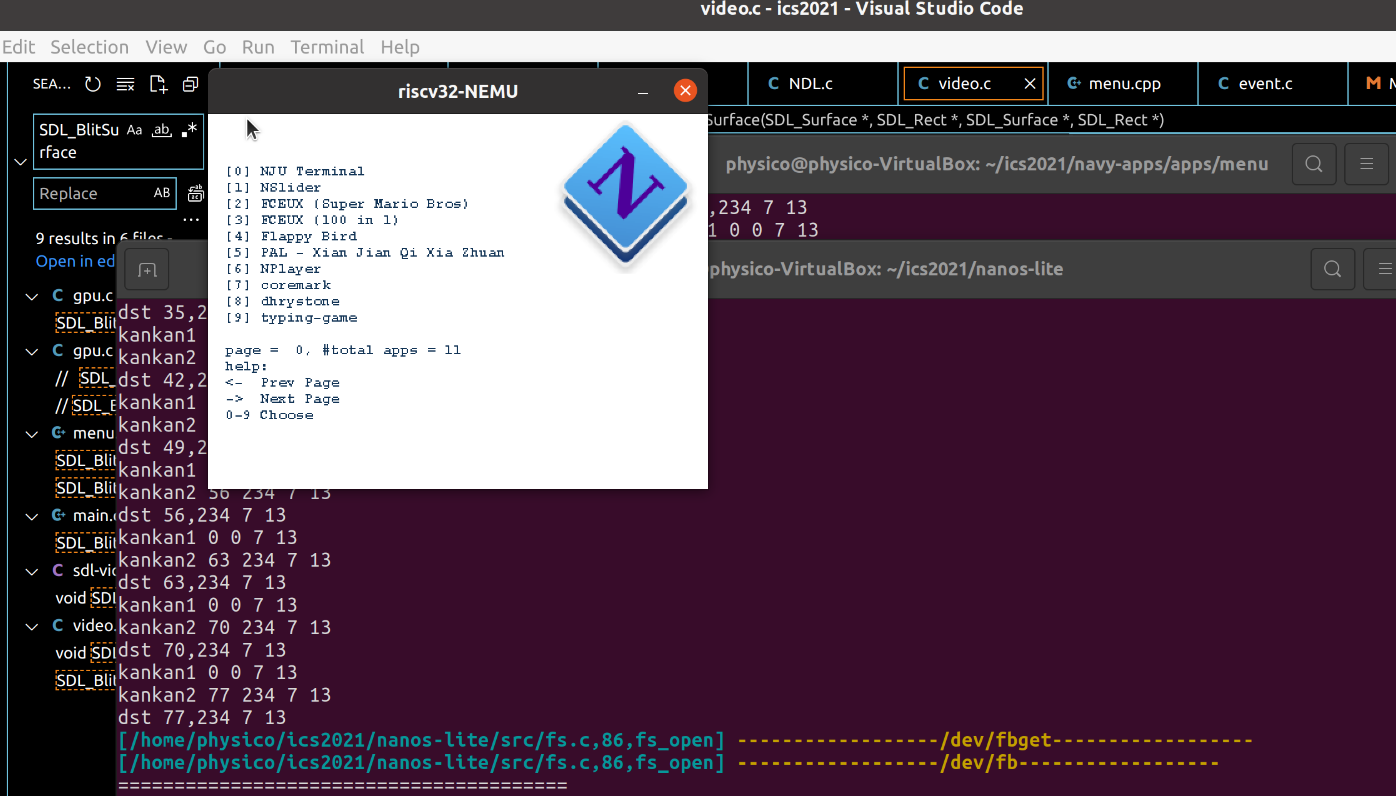 video.c - ics2021 - Visual Studio Code
Edit Selection View Go Run Terminal Help
SEA...
NDL.c
video.c
menu.cpp
event.c
SDL_BlitSu
rface
Aa ab
Surface(SDL_Surface *, SDL_Rect *, SDL_Surface *, SDL_Rect *)
Replace AB
9 results in 6 files -
Open in ed
gpu.c
SDL_Blit
gpu.c
// SDL_
// SDL_B
menu
SDL_Blit
SDL_Blit
main.
SDL_Blit
sdl-vid
void SDL
video.
void SDL
SDL_Blit
riscv32-NEMU
[0] NJU Terminal
[1] NSlider
[2] FCEUX (Super Mario Bros)
[3] FCEUX (100 in 1)
[4] Flappy Bird
[5] PAL - Xian Jian Qi Xia Zhuan
[6] NPlayer
[7] coremark
[8] dhrystone
[9] typing-game
page = 0, #total apps = 11
help:
<- Prev Page
-> Next Page
0-9 Choose
N
physico@physico-VirtualBox: ~/ics2021/navy-apps/apps/menu
,234 7 13
1 0 0 7 13
physico-VirtualBox: ~/ics2021/nanos-lite
dst 35,2
kankan1
kankan2
dst 42,2
kankan1
kankan2
dst 49,2
kankan1
kankan2 56 234 7 13
dst 56,234 7 13
kankan1 0 0 7 13
kankan2 63 234 7 13
dst 63,234 7 13
kankan1 0 0 7 13
kankan2 70 234 7 13
dst 70,234 7 13
kankan1 0 0 7 13
kankan2 77 234 7 13
dst 77,234 7 13
[/home/physico/ics2021/nanos-lite/src/fs.c,86,fs_open] ------------------/dev/fbget------------------
[/home/physico/ics2021/nanos-lite/src/fs.c,86,fs_open] ------------------/dev/fb------------------
========================================